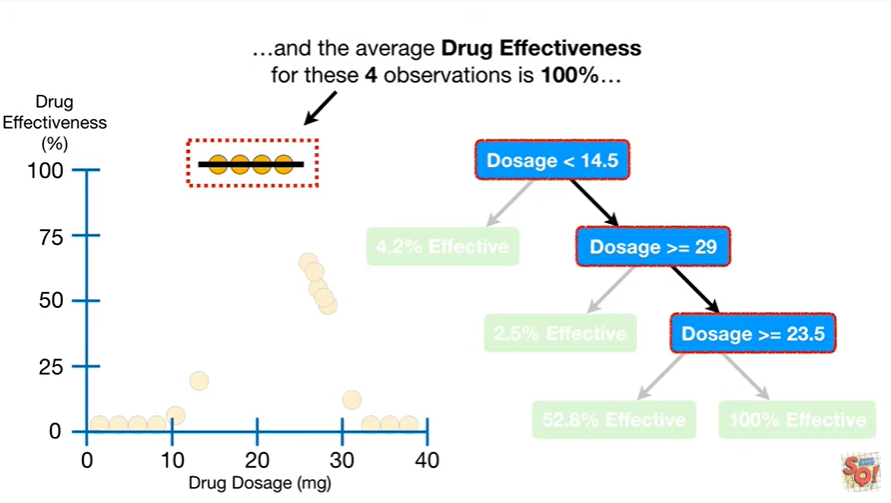 …and the average Drug Effectiveness
for these 4 observations is 100%…
Drug
Effectiveness
(%)
100
75
50
25
0
0 10 20 30 40
Drug Dosage (mg)
Dosage < 14.5
4.2% Effective
Dosage >= 29
2.5% Effective
Dosage >= 23.5
52.8% Effective
100% Effective
SQ!